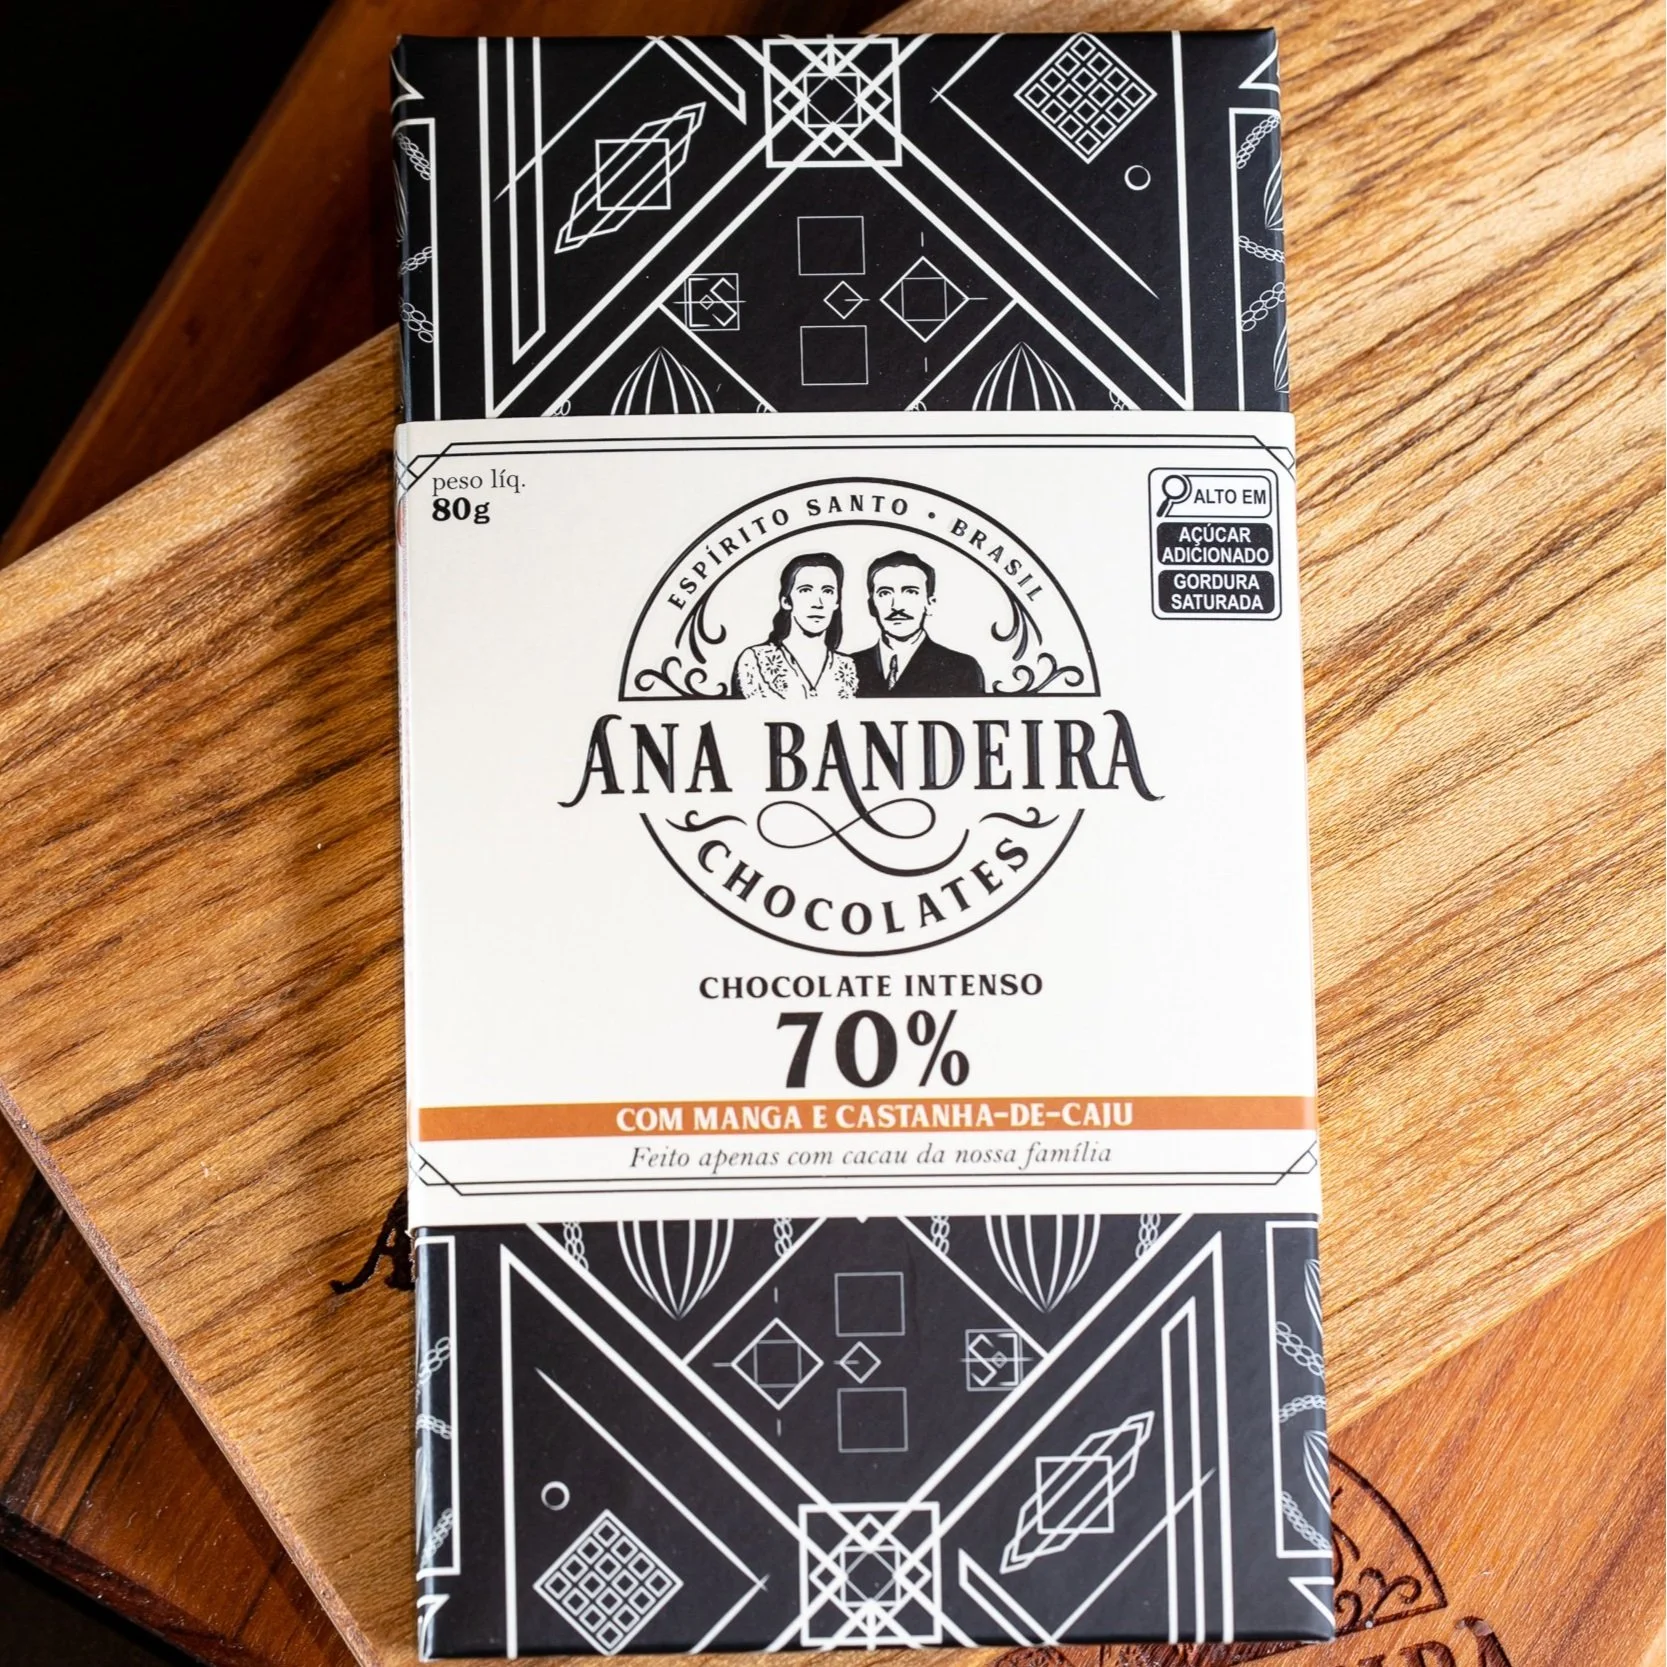 peso líq.
80g
ALTO EM
AÇÚCAR
ADICIONADO
GORDURA
SATURADA
ESPÍRITO SANTO • BRASIL
ANA BANDEIRA
CHOCOLATES
CHOCOLATE INTENSO
70%
COM MANGA E CASTANHA-DE-CAJU
Feito apenas com cacau da nossa família